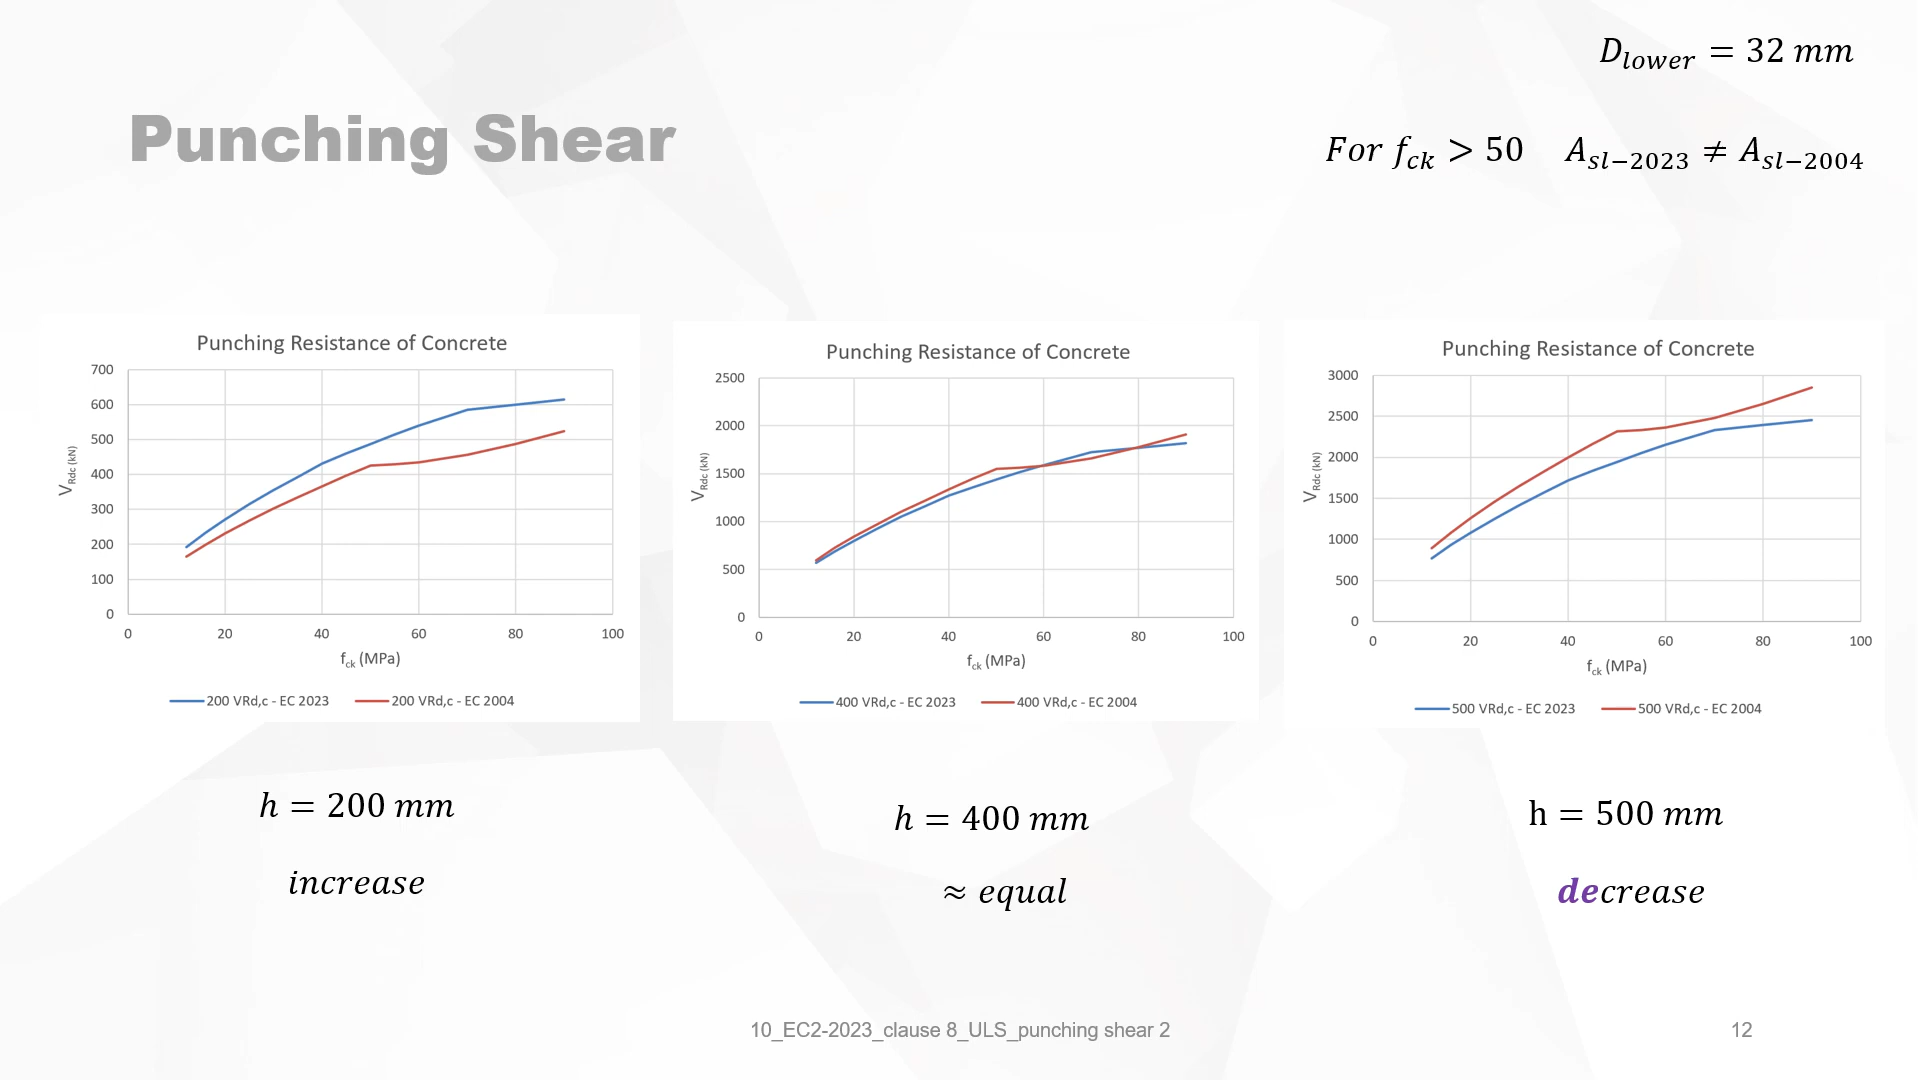 D_lower = 32 mm
Punching Shear
For f_ck > 50 A_sl−2023 ≠ A_sl−2004
Punching Resistance of Concrete
700
600
500
400
300
200
100
0
V_Rdc (kN)
0 20 40 60 80 100
f_ck (MPa)
200 VRd,c - EC 2023 200 VRd,c - EC 2004
Punching Resistance of Concrete
2500
2000
1500
1000
500
0
V_Rdc (kN)
0 20 40 60 80 100
f_ck (MPa)
400 VRd,c - EC 2023 400 VRd,c - EC 2004
Punching Resistance of Concrete
3000
2500
2000
1500
1000
500
0
V_Rdc (kN)
0 20 40 60 80 100
f_ck (MPa)
500 VRd,c - EC 2023 500 VRd,c - EC 2004
h = 200 mm
increase
h = 400 mm
≈ equal
h = 500 mm
decrease
10_EC2-2023_clause 8_ULS_punching shear 2
12